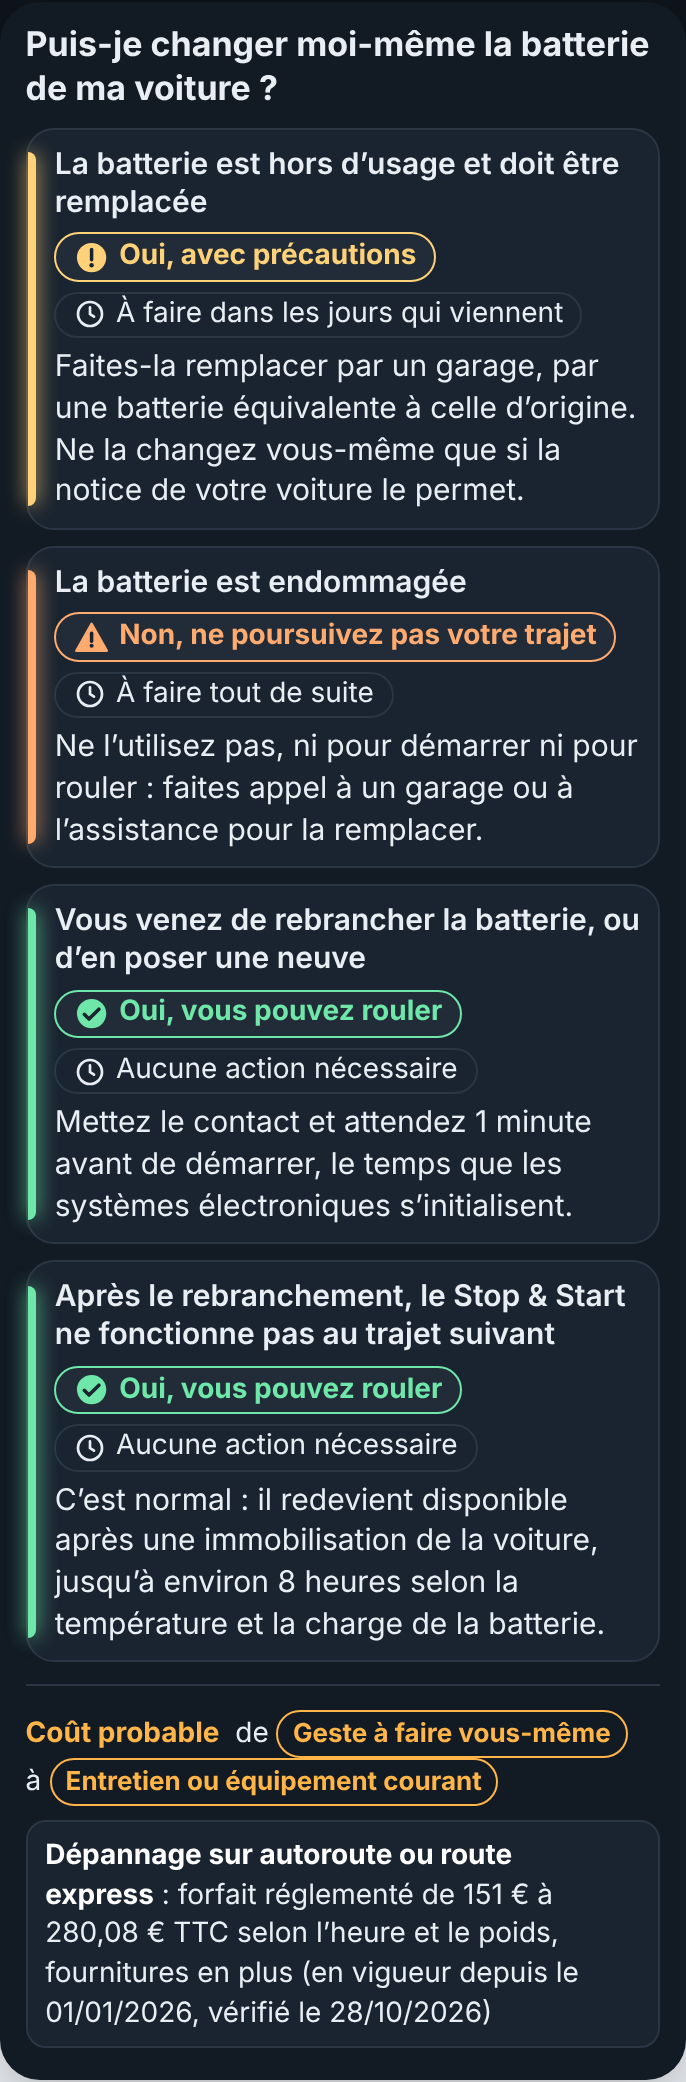 Puis-je changer moi-même la batterie
de ma voiture ?
La batterie est hors d’usage et doit être
remplacée
Oui, avec précautions
À faire dans les jours qui viennent
Faites-la remplacer par un garage, par
une batterie équivalente à celle d’origine.
Ne la changez vous-même que si la
notice de votre voiture le permet.
La batterie est endommagée
Non, ne poursuivez pas votre trajet
À faire tout de suite
Ne l’utilisez pas, ni pour démarrer ni pour
rouler : faites appel à un garage ou à
l’assistance pour la remplacer.
Vous venez de rebrancher la batterie, ou
d’en poser une neuve
Oui, vous pouvez rouler
Aucune action nécessaire
Mettez le contact et attendez 1 minute
avant de démarrer, le temps que les
systèmes électroniques s’initialisent.
Après le rebranchement, le Stop & Start
ne fonctionne pas au trajet suivant
Oui, vous pouvez rouler
Aucune action nécessaire
C’est normal : il redevient disponible
après une immobilisation de la voiture,
jusqu’à environ 8 heures selon la
température et la charge de la batterie.
Coût probable de Geste à faire vous-même
à Entretien ou équipement courant
Dépannage sur autoroute ou route
express : forfait réglementé de 151 € à
280,08 € TTC selon l’heure et le poids,
fournitures en plus (en vigueur depuis le
01/01/2026, vérifié le 28/10/2026)